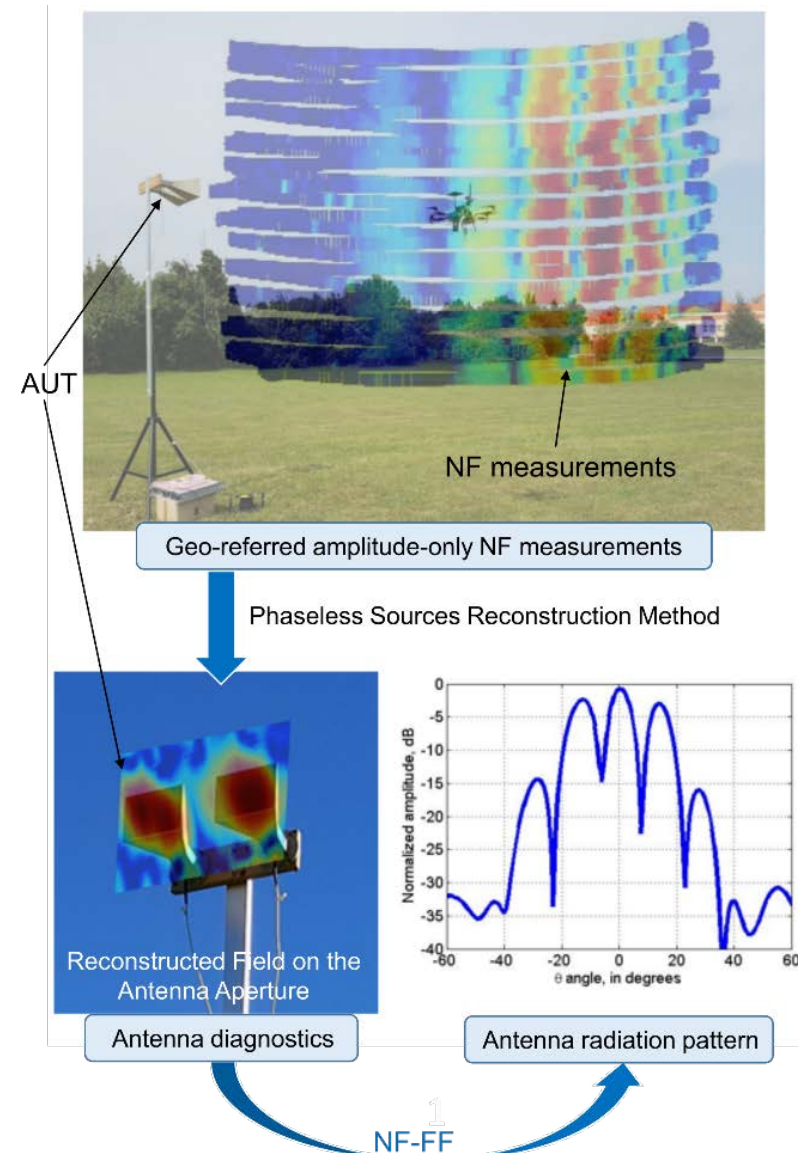 AUT
NF measurements
Geo-referred amplitude-only NF measurements
Phaseless Sources Reconstruction Method
Reconstructed Field on the
Antenna Aperture
Antenna diagnostics
0
-5
-10
-15
-20
-25
-30
-35
-40
Normalized amplitude, dB
-60
-40
-20
0
20
40
60
θ angle, in degrees
Antenna radiation pattern
1
NF-FF